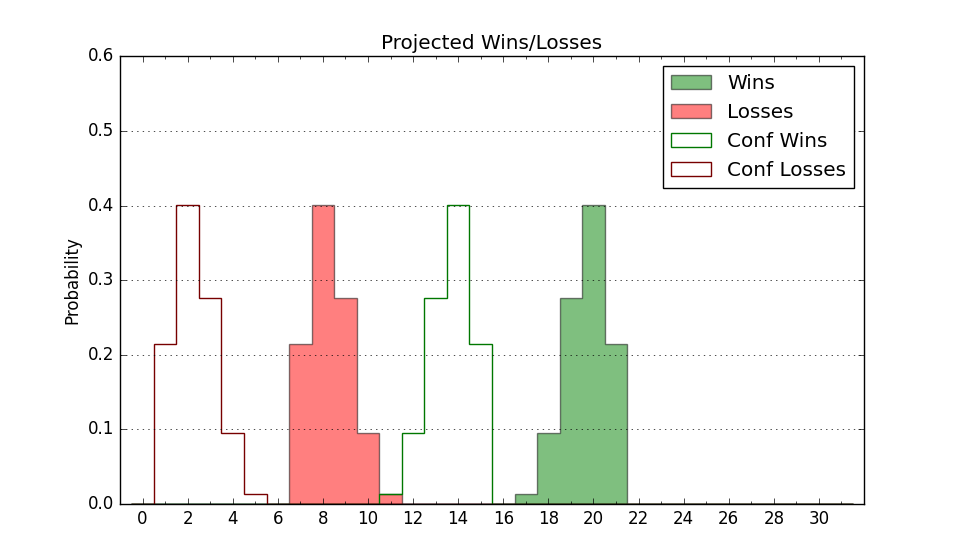 Projected Wins/Losses
0.6
0.5
0.4
0.3
0.2
0.1
0.0
Probability
Wins
Losses
Conf Wins
Conf Losses
0 2 4 6 8 10 12 14 16 18 20 22 24 26 28 30